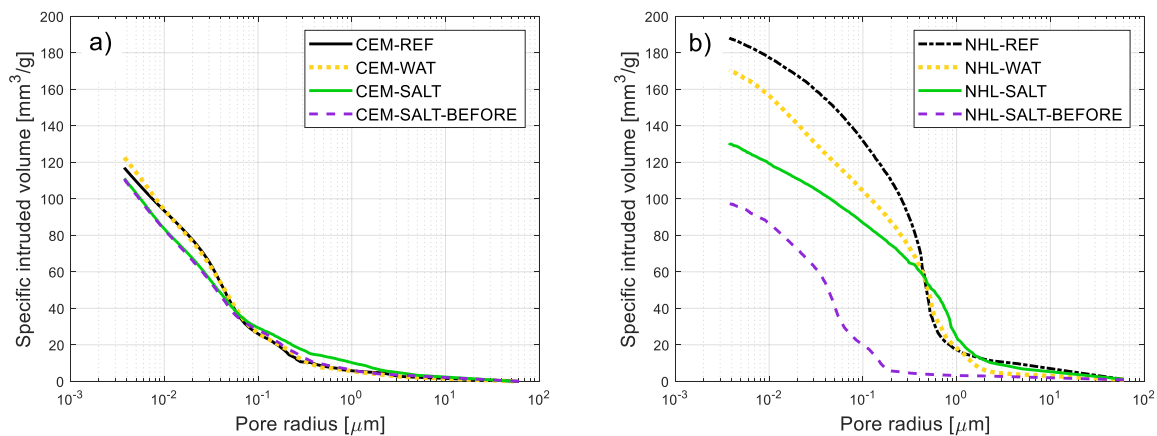 a)
CEM-REF
CEM-WAT
CEM-SALT
CEM-SALT-BEFORE
Specific intruded volume [mm³/g]
200
180
160
140
120
100
80
60
40
20
0
10⁻³
10⁻²
10⁻¹
10⁰
10¹
10²
Pore radius [μm]
b)
NHL-REF
NHL-WAT
NHL-SALT
NHL-SALT-BEFORE
Specific intruded volume [mm³/g]
200
180
160
140
120
100
80
60
40
20
0
10⁻³
10⁻²
10⁻¹
10⁰
10¹
10²
Pore radius [μm]